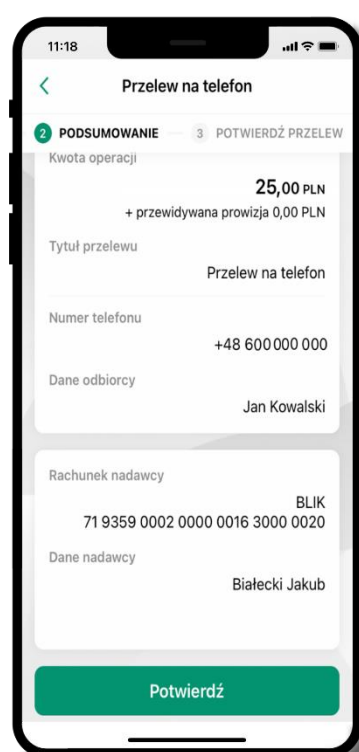 11:18
Przelew na telefon
2 PODSUMOWANIE 3 POTWIERDŹ PRZELEW
Kwota operacji
25,00 PLN
+ przewidywana prowizja 0,00 PLN
Tytuł przelewu
Przelew na telefon
Numer telefonu
+48 600 000 000
Dane odbiorcy
Jan Kowalski
Rachunek nadawcy
BLIK
71 9359 0002 0000 0016 3000 0020
Dane nadawcy
Białecki Jakub
Potwierdź